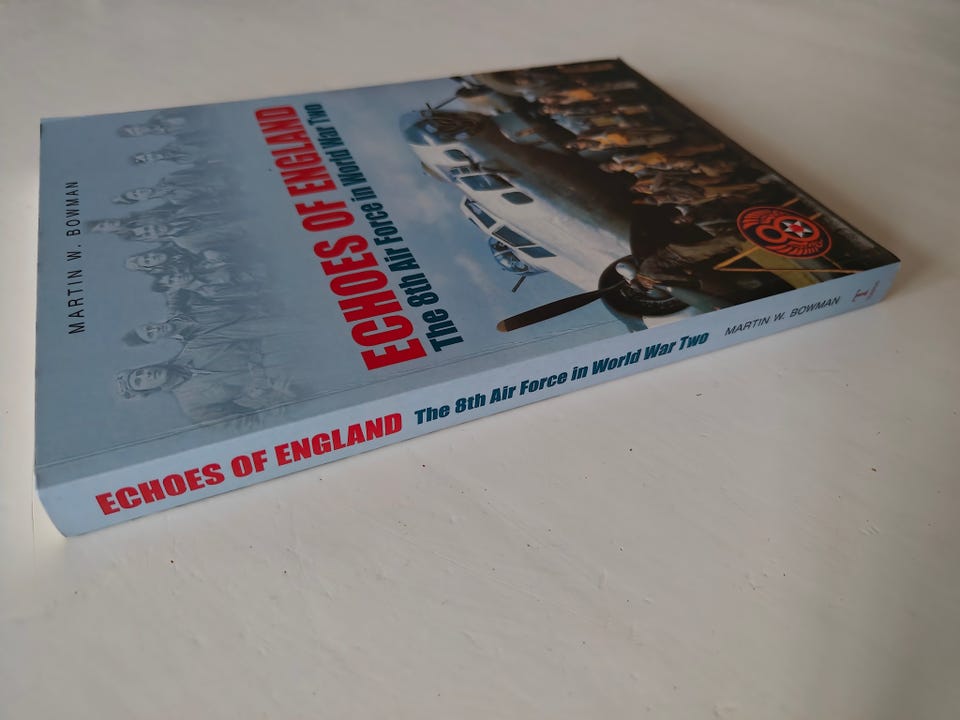 MARTIN W. BOWMAN
ECHOES OF ENGLAND
The 8th Air Force in World War Two
8
ECHOES OF ENGLAND The 8th Air Force in World War Two MARTIN W. BOWMAN